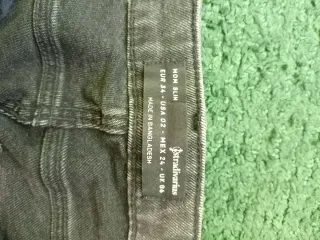 MOM SLIM
EUR 34 - USA 02 - MEX 24 - UK 06
MADE IN BANGLADESH
stradivarius